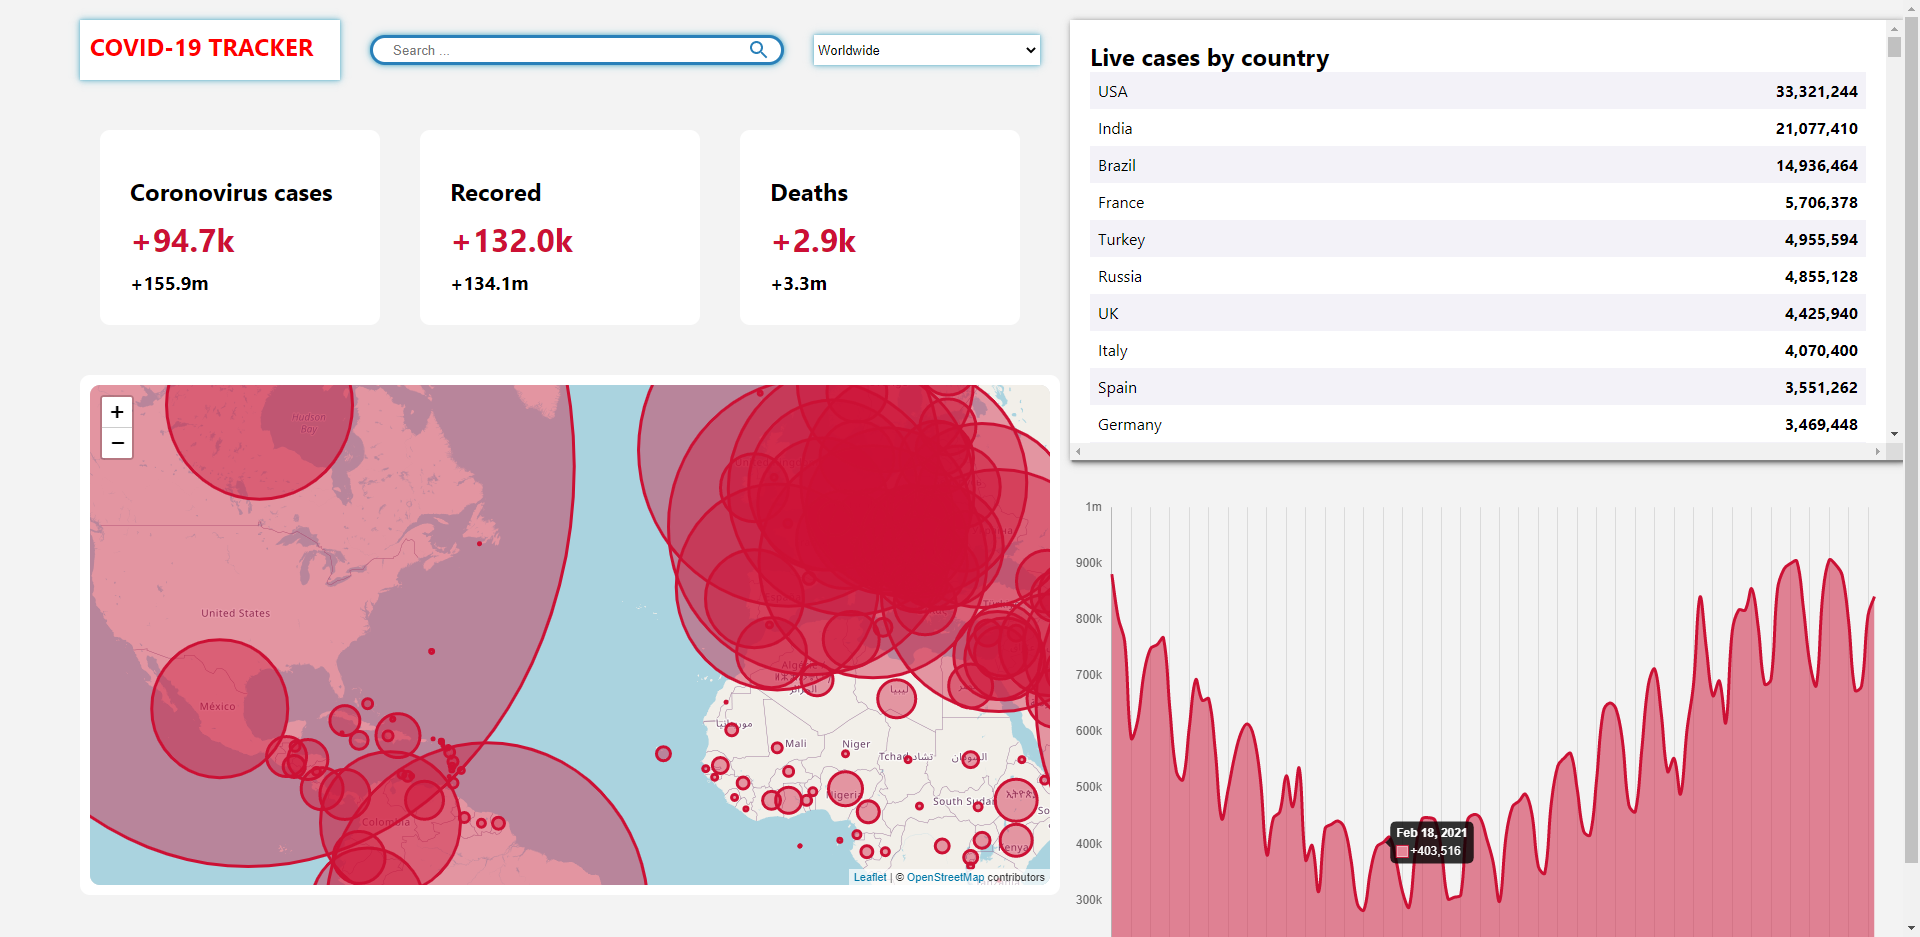 COVID-19 TRACKER
Search ...
Worldwide
Coronovirus cases
+94.7k
+155.9m
Recored
+132.0k
+134.1m
Deaths
+2.9k
+3.3m
+
−
Hudson
Bay
United States
México
Colombia
Mali
Niger
Nigeria
South Sudan
Kenya
Leaflet | © OpenStreetMap contributors
Live cases by country
USA 33,321,244
India 21,077,410
Brazil 14,936,464
France 5,706,378
Turkey 4,955,594
Russia 4,855,128
UK 4,425,940
Italy 4,070,400
Spain 3,551,262
Germany 3,469,448
1m
900k
800k
700k
600k
500k
400k
300k
Feb 18, 2021
+403,516